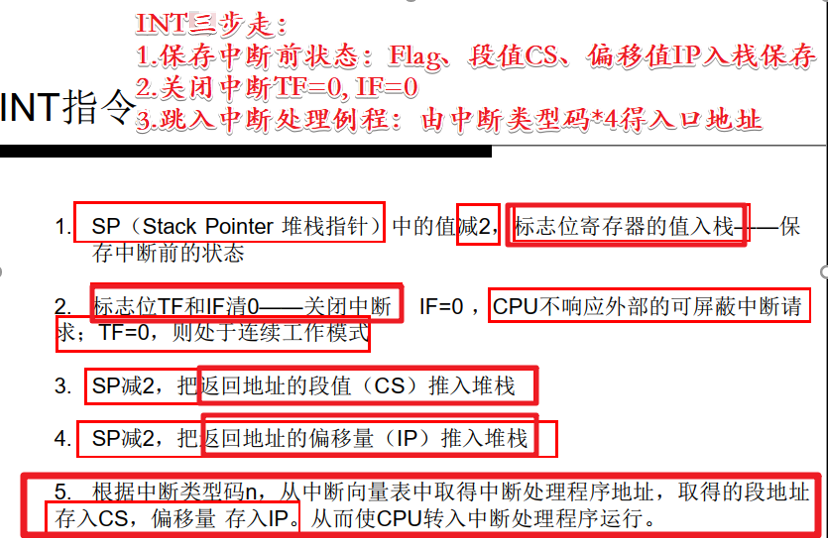 INT三步走：
1.保存中断前状态：Flag、段值CS、偏移值IP入栈保存
2.关闭中断TF=0, IF=0
INT指令
3.跳入中断处理例程：由中断类型码*4得入口地址
1. SP（Stack Pointer 堆栈指针）中的值减2，标志位寄存器的值入栈——保
存中断前的状态
2. 标志位TF和IF清0——关闭中断 IF=0 ，CPU不响应外部的可屏蔽中断请
求；TF=0，则处于连续工作模式
3. SP减2，把返回地址的段值（CS）推入堆栈
4. SP减2，把返回地址的偏移量（IP）推入堆栈
5. 根据中断类型码n，从中断向量表中取得中断处理程序地址，取得的段地址
存入CS，偏移量 存入IP。从而使CPU转入中断处理程序运行。